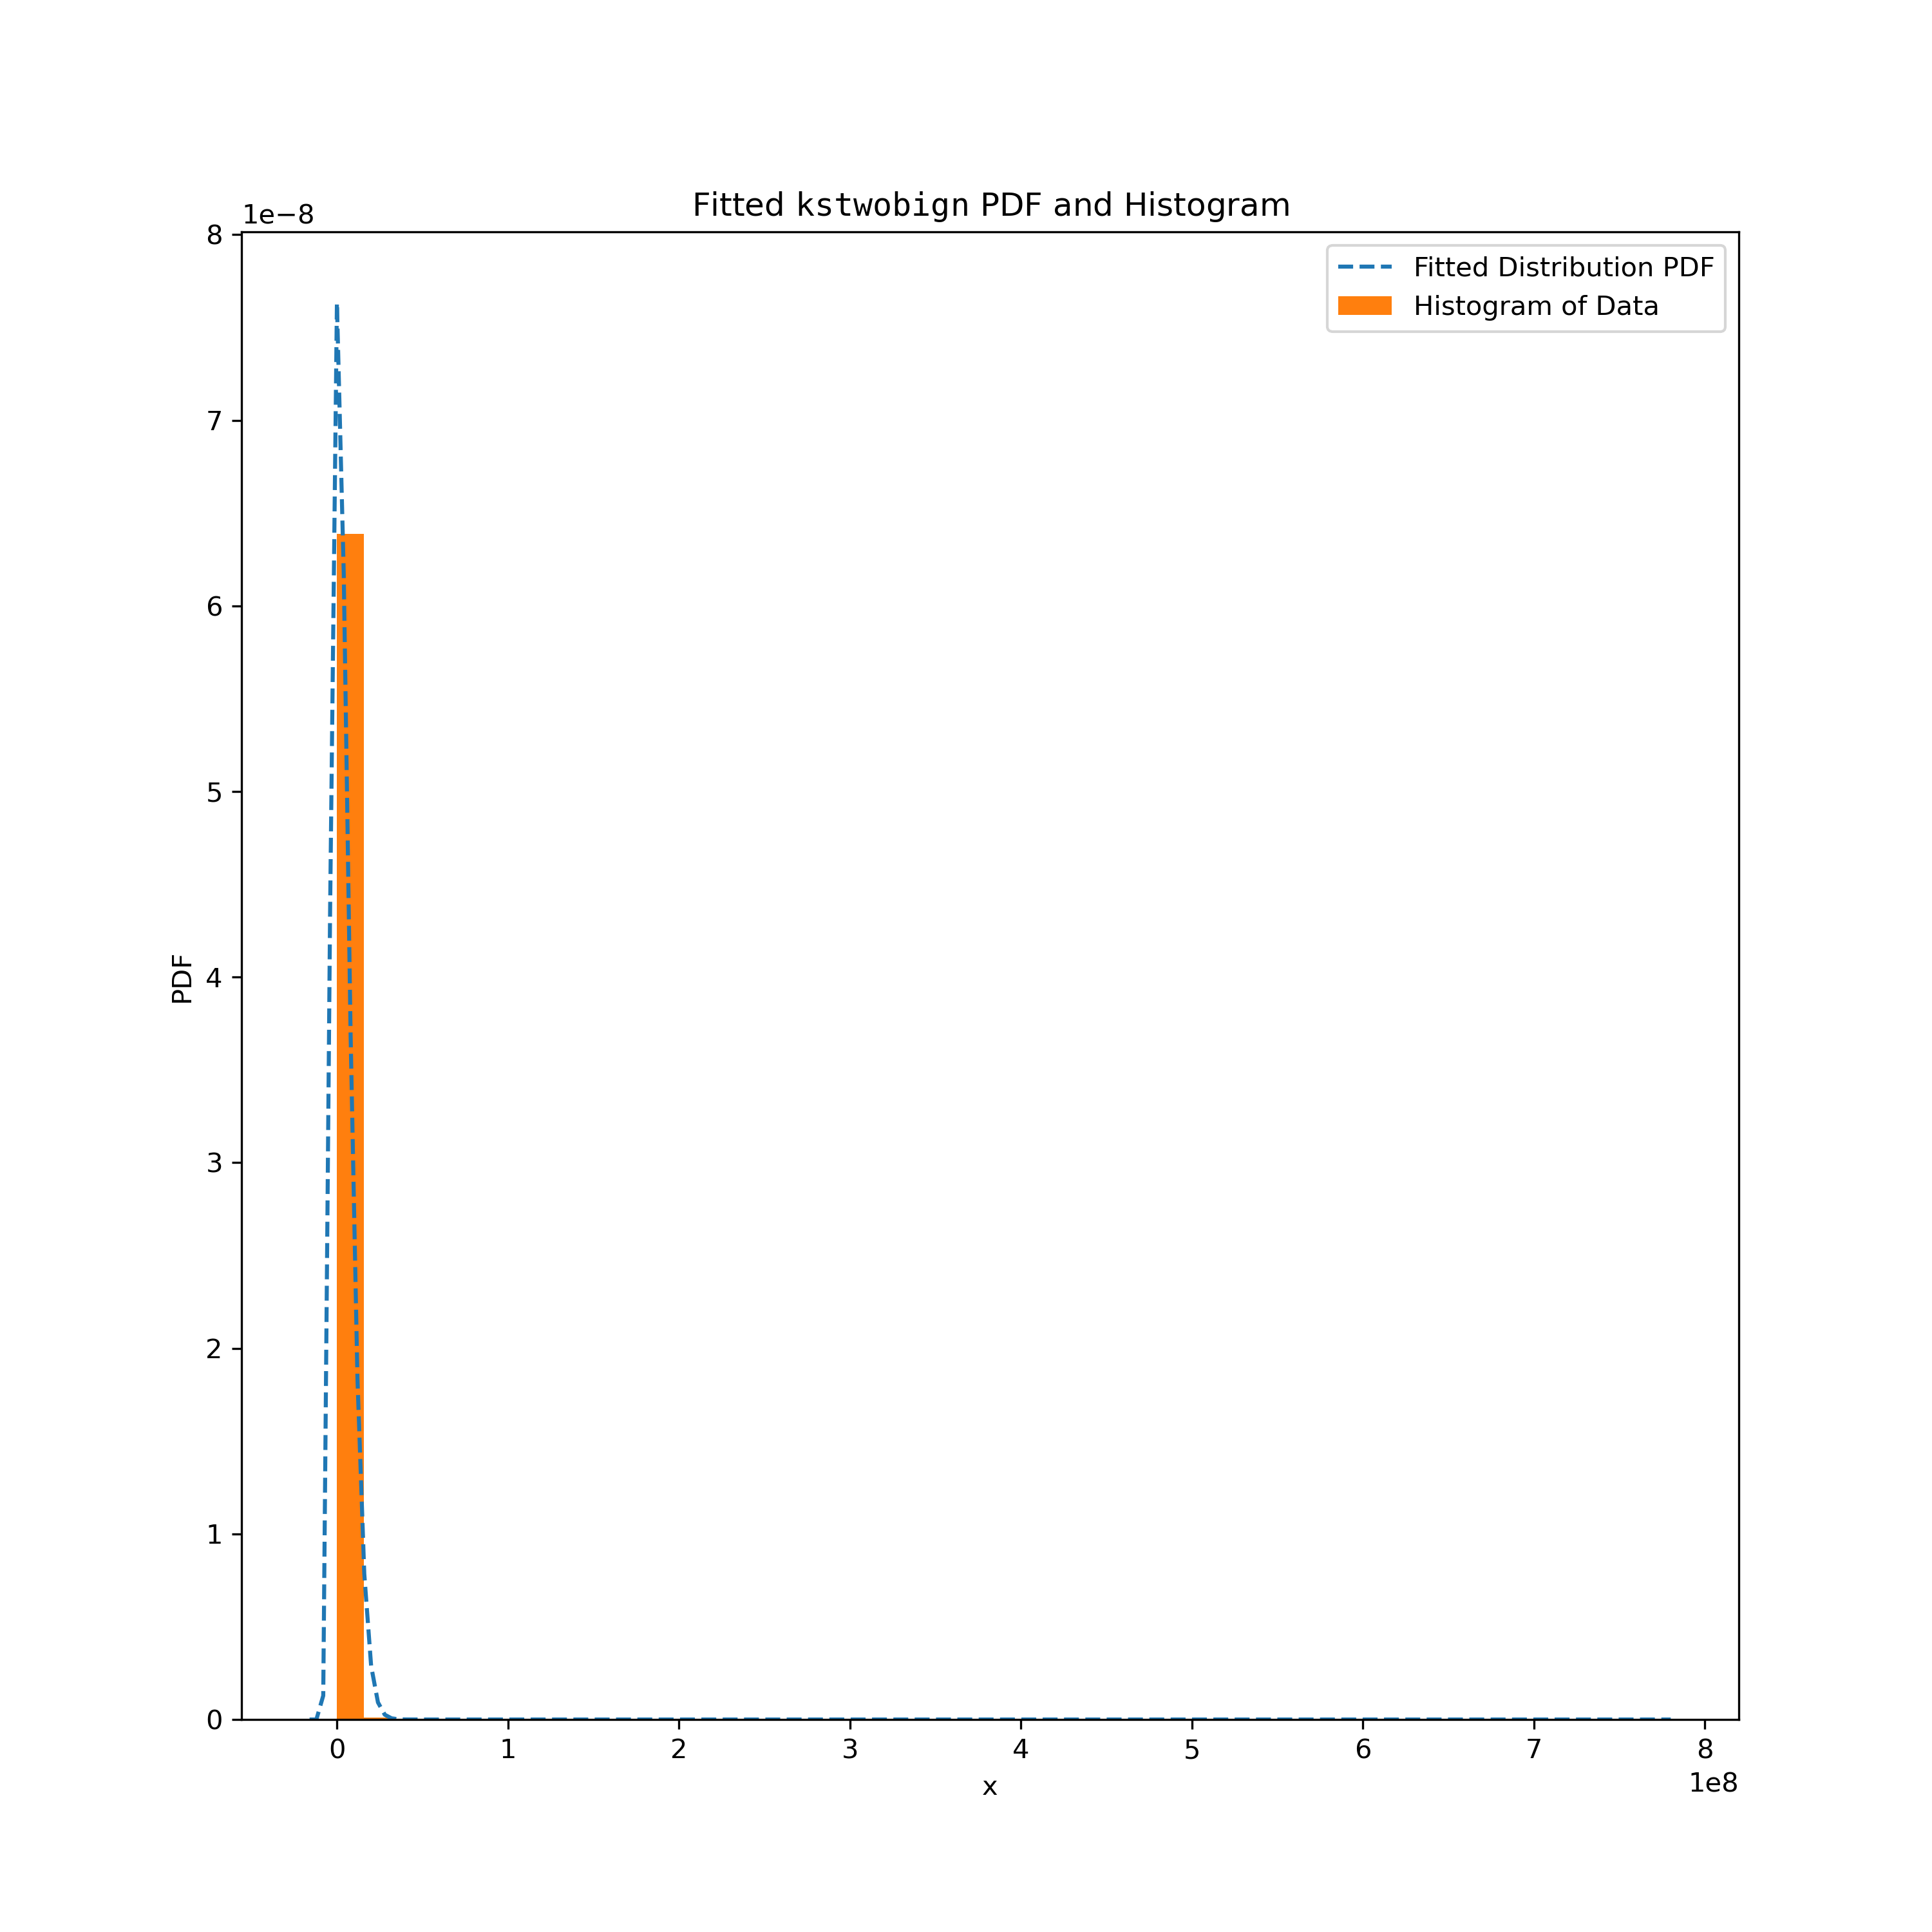 Fitted kstwobign PDF and Histogram
1e−8
8
7
6
5
4
3
2
1
0
PDF
Fitted Distribution PDF
Histogram of Data
0 1 2 3 4 5 6 7 8
1e8
x